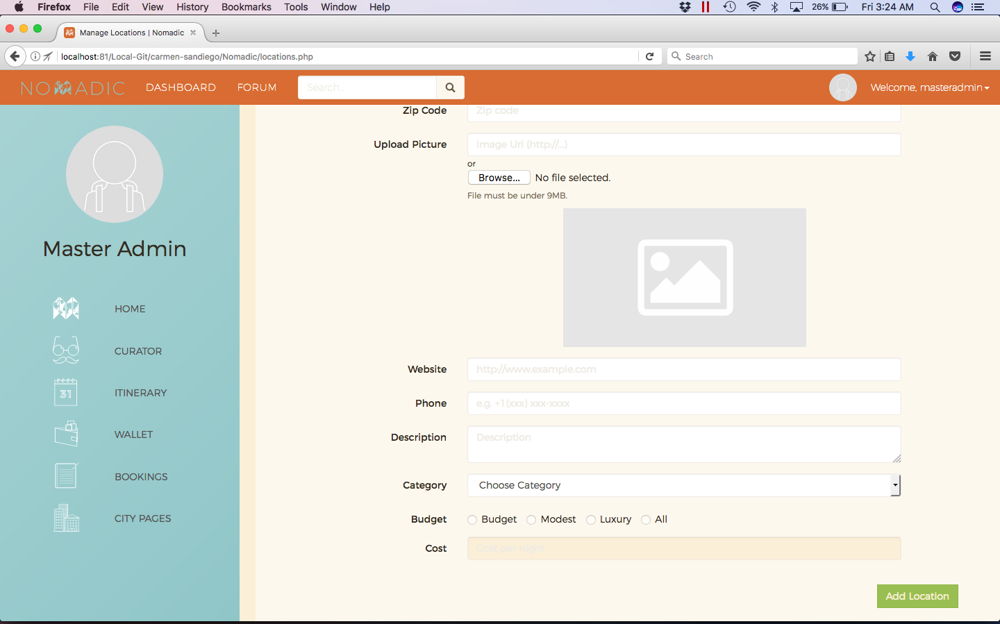 Firefox File Edit View History Bookmarks Tools Window Help 26% Fri 3:24 AM
Manage Locations | Nomadic
localhost:81/Local-Git/carmen-sandiego/Nomadic/locations.php Search
NOMADIC DASHBOARD FORUM Search... Welcome, masteradmin
Master Admin
HOME
CURATOR
31 ITINERARY
WALLET
BOOKINGS
CITY PAGES
Zip Code Zip code
Upload Picture Image Url (http://...)
or
Browse... No file selected.
File must be under 9MB.
Website http://www.example.com
Phone e.g. +1(xxx) xxx-xxxx
Description Description
Category Choose Category
Budget Budget Modest Luxury All
Cost Cost per night
Add Location